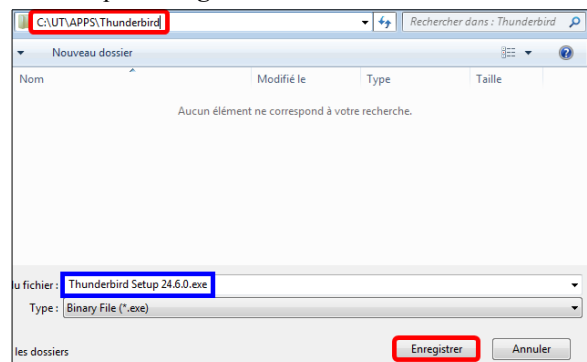 C:\UT\APPS\Thunderbird
Rechercher dans : Thunderbird
Nouveau dossier
Nom
Modifié le
Type
Taille
Aucun élément ne correspond à votre recherche.
lu fichier : Thunderbird Setup 24.6.0.exe
Type : Binary File (*.exe)
les dossiers
Enregistrer
Annuler